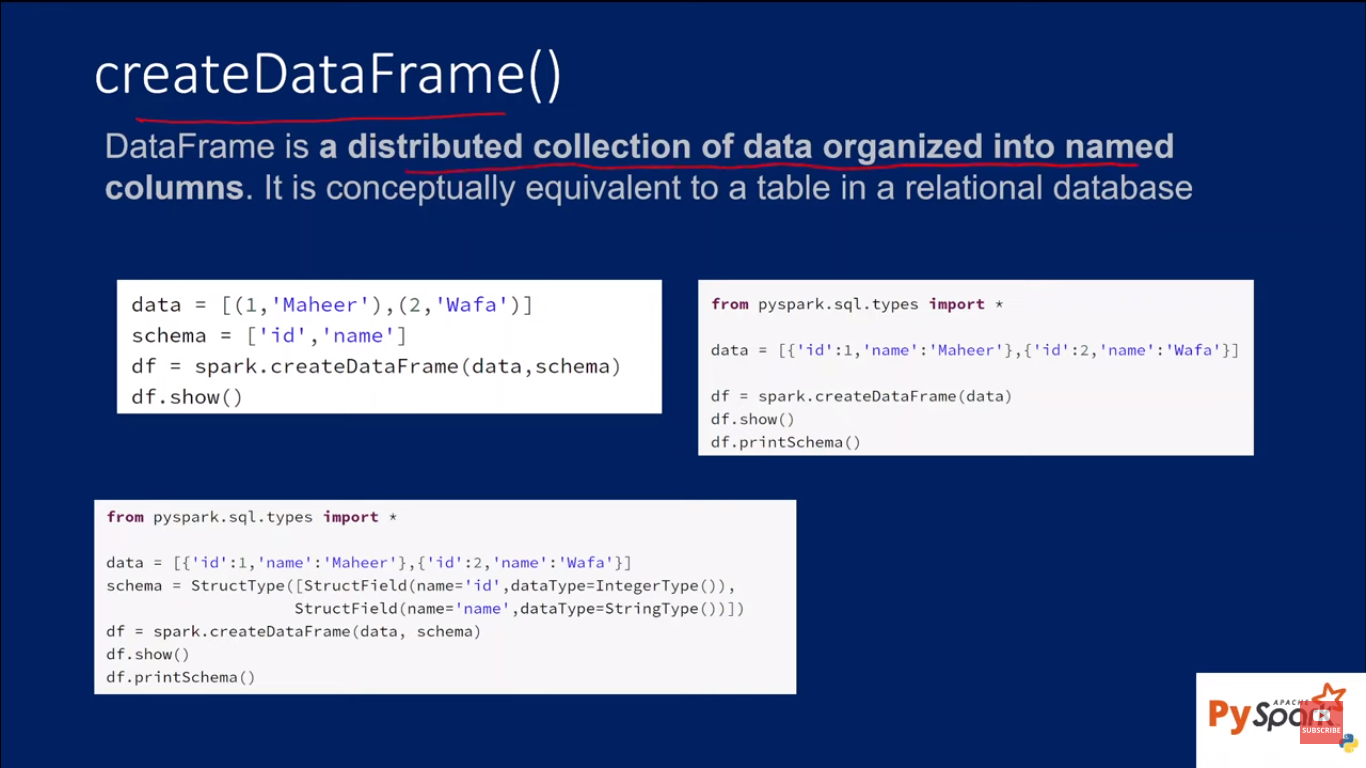 createDataFrame()
DataFrame is a distributed collection of data organized into named
columns. It is conceptually equivalent to a table in a relational database
data = [(1,'Maheer'),(2,'Wafa')]
schema = ['id','name']
df = spark.createDataFrame(data,schema)
df.show()
from pyspark.sql.types import *
data = [{'id':1,'name':'Maheer'},{'id':2,'name':'Wafa'}]
df = spark.createDataFrame(data)
df.show()
df.printSchema()
from pyspark.sql.types import *
data = [{'id':1,'name':'Maheer'},{'id':2,'name':'Wafa'}]
schema = StructType([StructField(name='id',dataType=IntegerType()),
StructField(name='name',dataType=StringType())])
df = spark.createDataFrame(data, schema)
df.show()
df.printSchema()
APACHE
PySpark
SUBSCRIBE